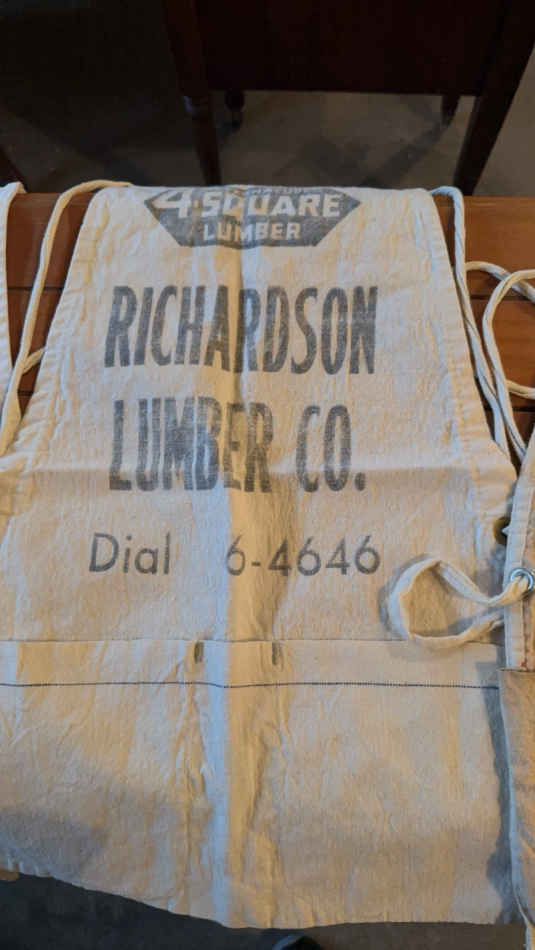 4-SQUARE
LUMBER
RICHARDSON
LUMBER CO.
Dial 6-4646